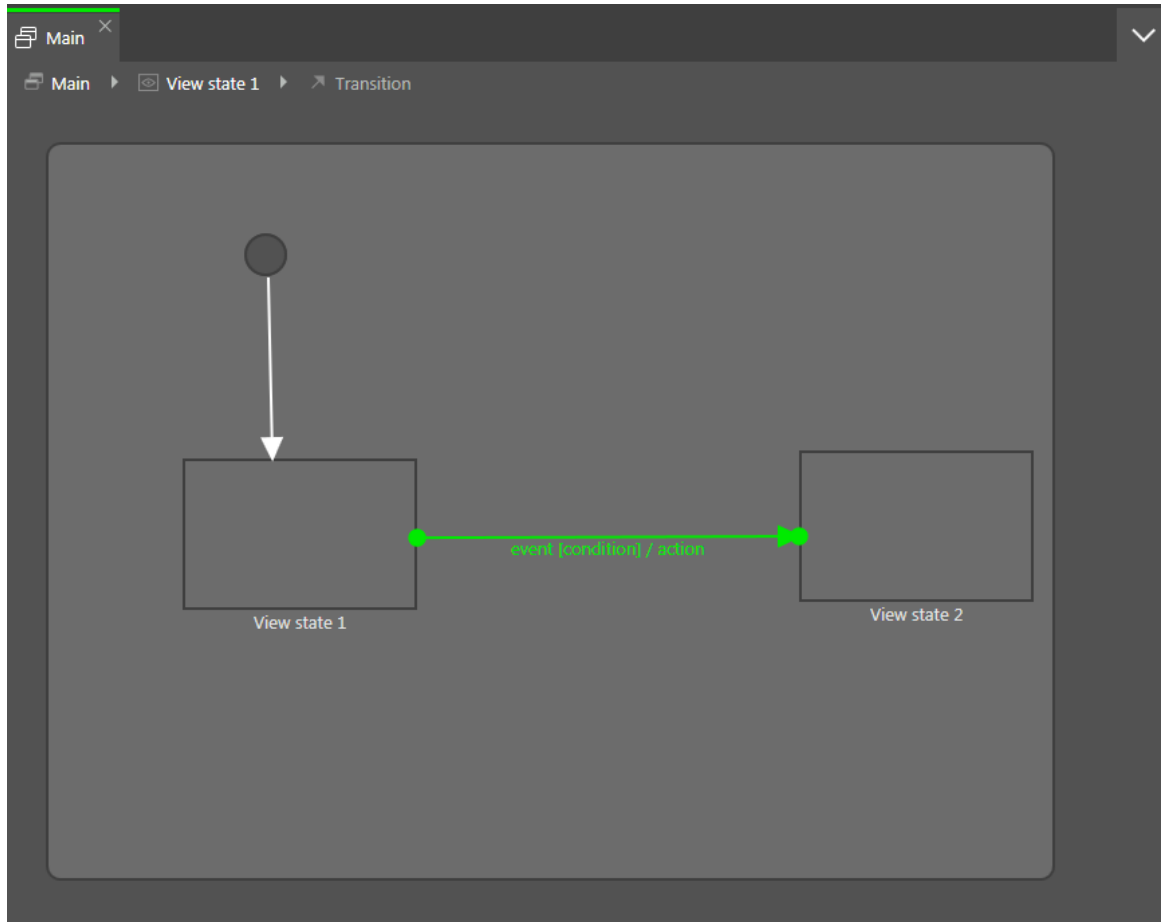 Main
Main View state 1 Transition
event [condition] / action
View state 1
View state 2